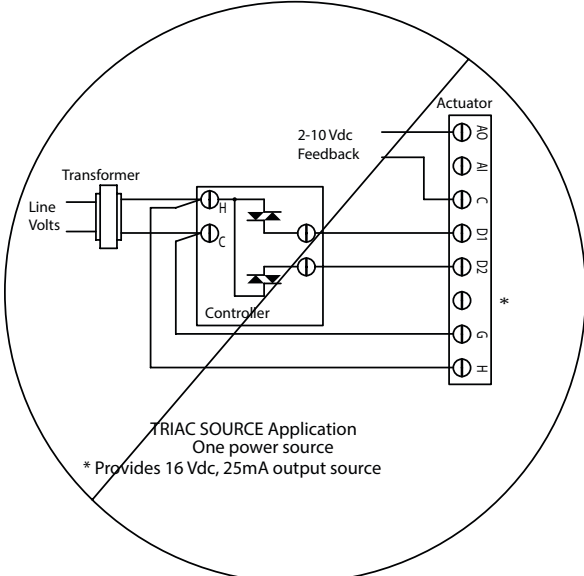 Actuator
2-10 Vdc
Feedback
AO
AI
C
D1
D2
*
G
H
Transformer
Line
Volts
H
C
Controller
TRIAC SOURCE Application
One power source
* Provides 16 Vdc, 25mA output source